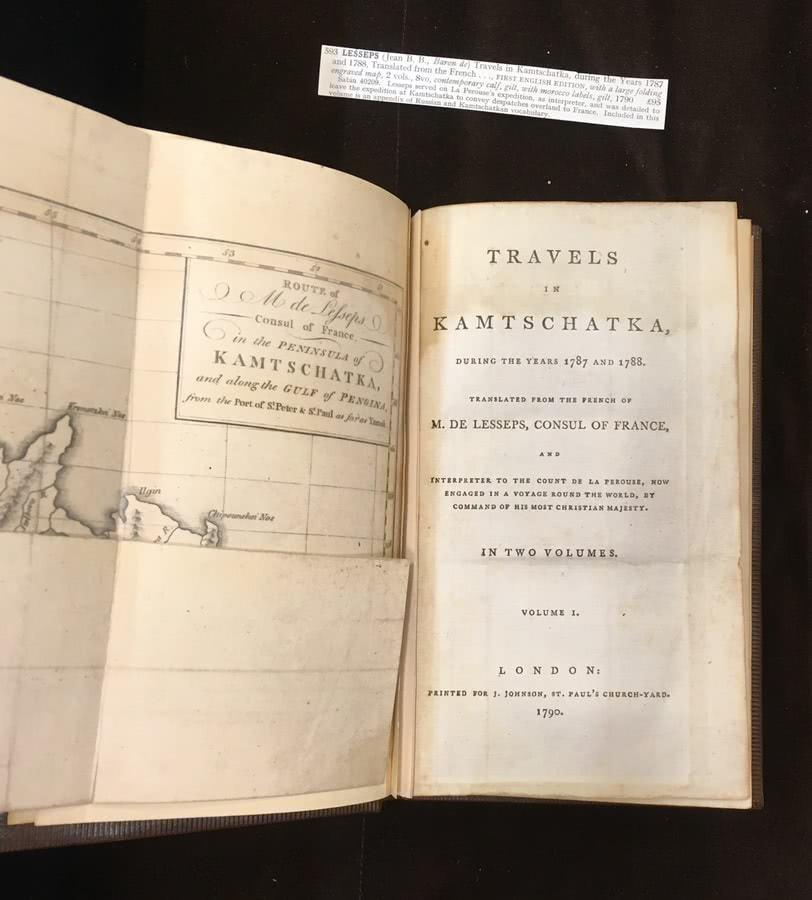 593 LESSEPS (Jean B. B., Baron de) Travels in Kamtschatka, during the Years 1787
and 1788. Translated from the French . . ., FIRST ENGLISH EDITION, with a large folding
engraved map, 2 vols., 8vo, contemporary calf, gilt, with morocco labels, gilt, 1790 £95
Sabin 40209. Lesseps served on La Perouse's expedition, as interpreter, and was detailed to
leave the expedition at Kamtschatka to convey despatches overland to France. Included in this
volume is an appendix of Russian and Kamtschatkan vocabulary.
55
54
53
52
ROUTE of
M de Lesseps
Consul of France,
in the PENINSULA of
KAMTSCHATKA,
and along the GULF of PENGINA,
from the Port of St. Peter & St. Paul as far as
Nos
Nos
Ilgin
Nos
R.
TRAVELS
IN
KAMTSCHATKA,
DURING THE YEARS 1787 AND 1788.
TRANSLATED FROM THE FRENCH OF
M. DE LESSEPS, CONSUL OF FRANCE,
AND
INTERPRETER TO THE COUNT DE LA PEROUSE, NOW
ENGAGED IN A VOYAGE ROUND THE WORLD, BY
COMMAND OF HIS MOST CHRISTIAN MAJESTY.
IN TWO VOLUMES.
VOLUME I.
LONDON:
PRINTED FOR J. JOHNSON, ST. PAUL'S CHURCH-YARD.
1790.